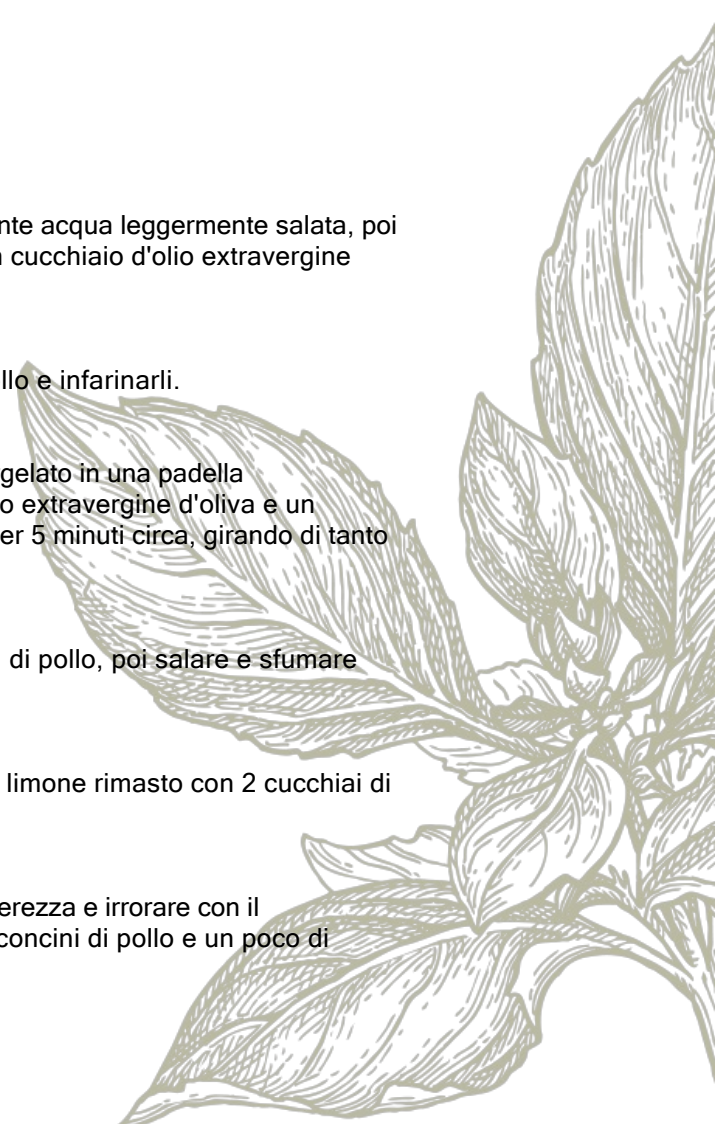 nte acqua leggermente salata, poi
cucchiaio d'olio extravergine
llo e infarinarli.
gelato in una padella
o extravergine d'oliva e un
er 5 minuti circa, girando di tanto
di pollo, poi salare e sfumare
limone rimasto con 2 cucchiai di
erezza e irrorare con il
concini di pollo e un poco di